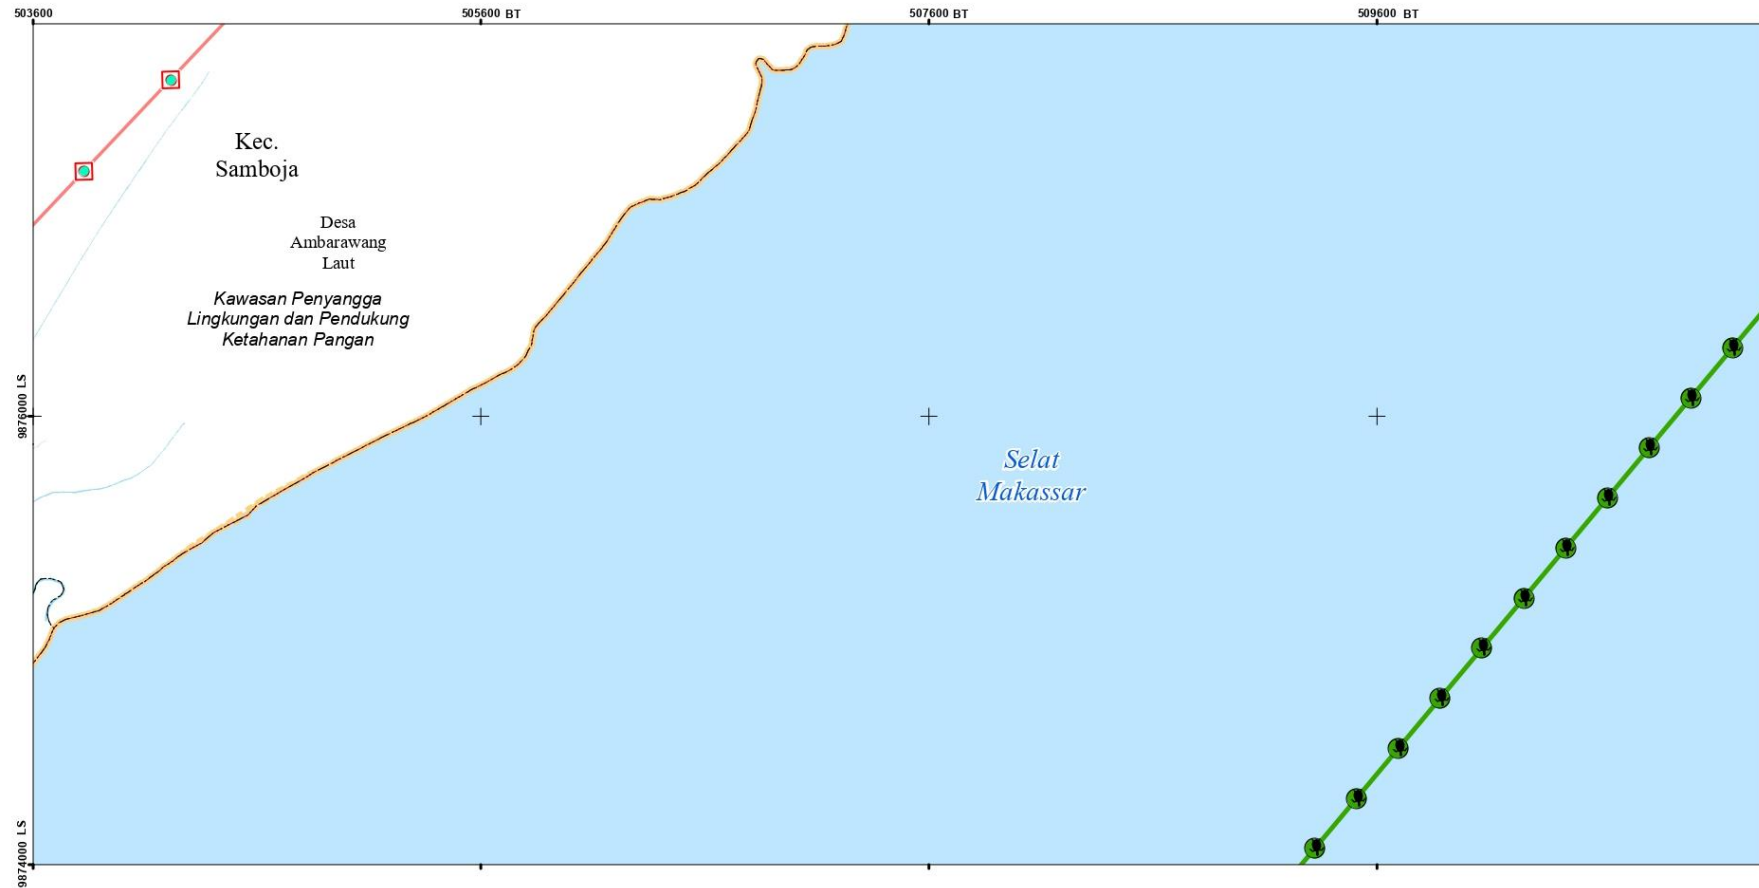 503600
505600 BT
507600 BT
509600 BT
Kec.
Samboja
Desa
Ambarawang
Laut
Kawasan Penyangga
Lingkungan dan Pendukung
Ketahanan Pangan
9876000 LS
Selat
Makassar
9874000 LS